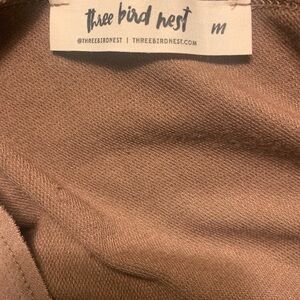 three bird nest m
@THREEBIRDNEST | THREEBIRDNEST.COM